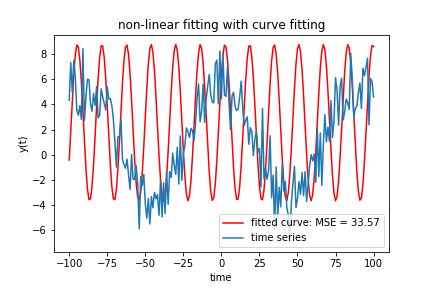 non-linear fitting with curve fitting
8
6
4
2
0
−2
−4
−6
y(t)
fitted curve: MSE = 33.57
time series
−100 −75 −50 −25 0 25 50 75 100
time